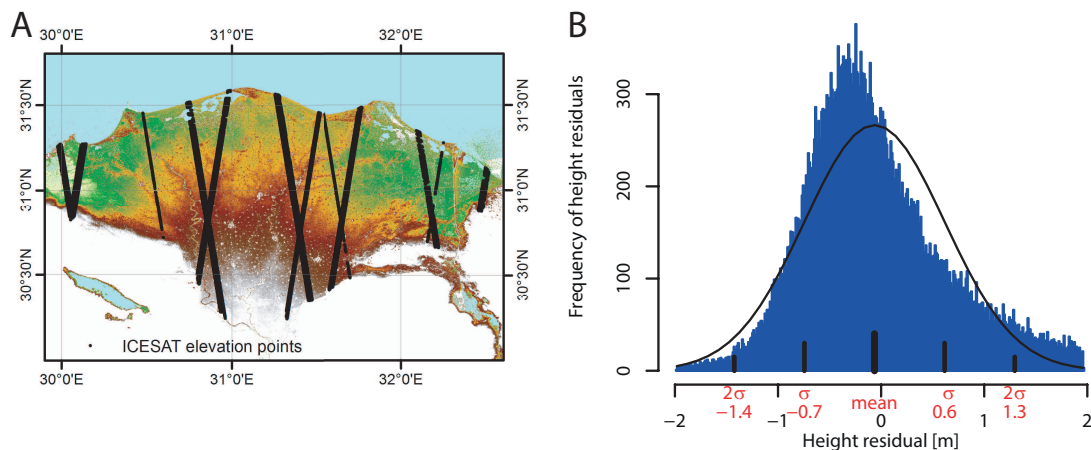 A
30°0'E 31°0'E 32°0'E
31°30'N
31°0'N
30°30'N
31°30'N
31°0'N
30°30'N
ICESAT elevation points
30°0'E 31°0'E 32°0'E
B
Frequency of height residuals
300
200
100
0
2σ σ mean σ 2σ
−1.4 −0.7 0.6 1.3
−2 −1 0 1 2
Height residual [m]